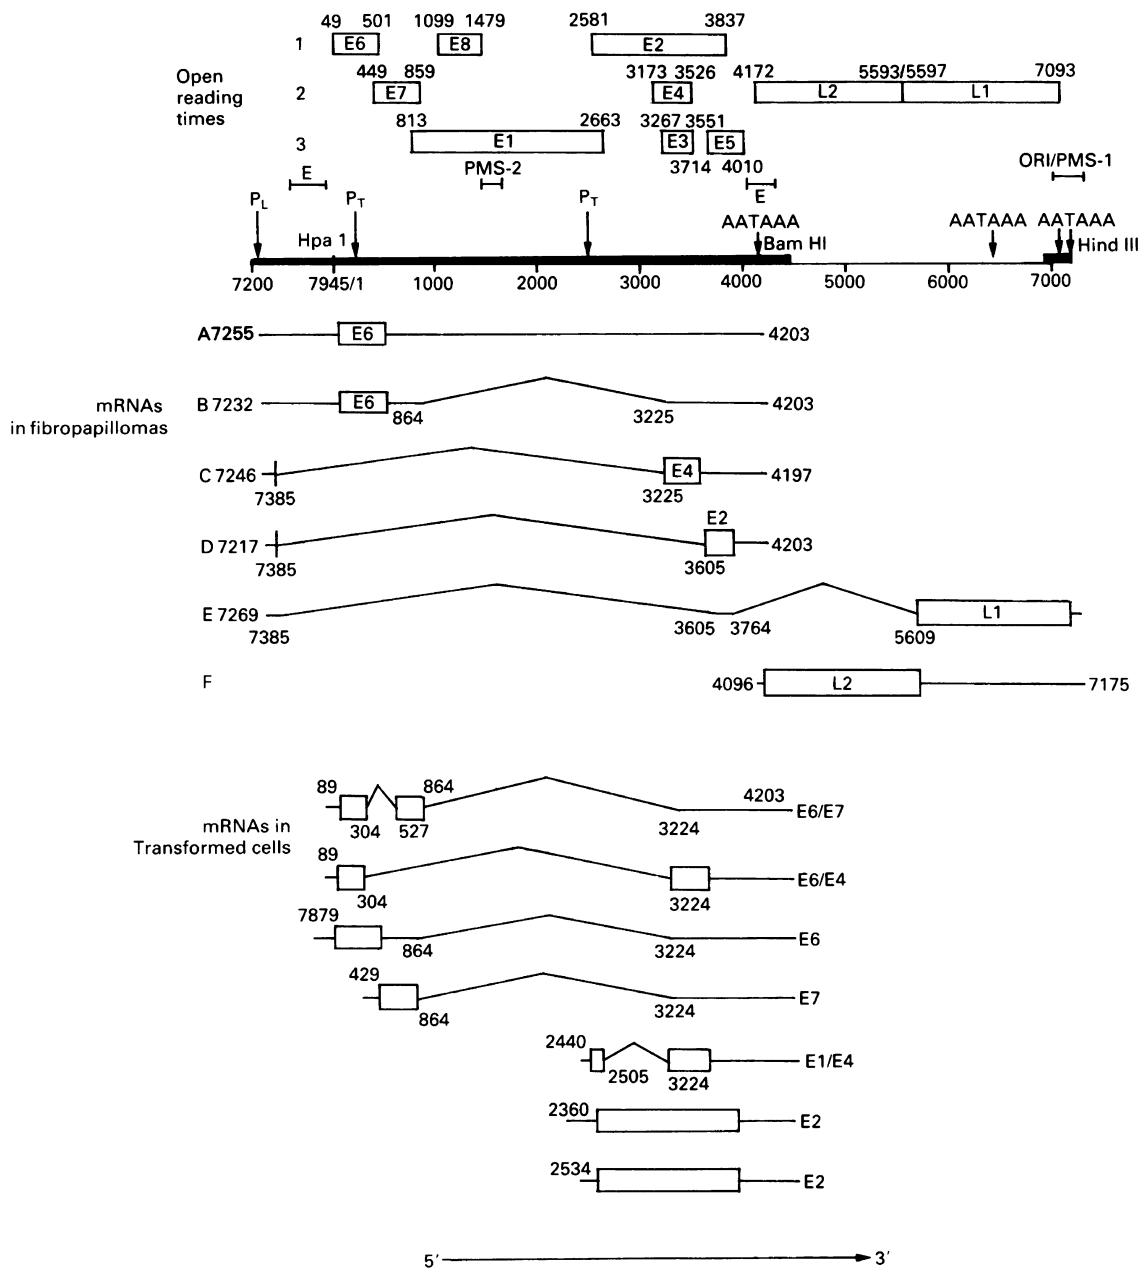 49 501 1099 1479 2581 3837
1 E6 E8 E2
Open reading times
449 859 3173 3526 4172 5593/5597 7093
2 E7 E4 L2 L1
813 2663 3267 3551
3 E1 E3 E5
3714 4010
E PMS-2 E ORI/PMS-1
PL PT PT AATAAA AATAAA AATAAA
Hpa 1 Bam HI Hind III
7200 7945/1 1000 2000 3000 4000 5000 6000 7000
A7255 E6 4203
mRNAs
in fibropapillomas
B 7232 E6 864 3225 4203
C 7246 E4 4197
7385 3225
E2
D 7217 4203
7385 3605
E 7269 L1
7385 3605 3764 5609
F 4096 L2 7175
mRNAs in
Transformed cells
89 864 4203
E6/E7
304 527 3224
89
E6/E4
304 3224
7879
E6
864 3224
429
E7
864 3224
2440
E1/E4
2505 3224
2360
E2
2534
E2
5′ 3′